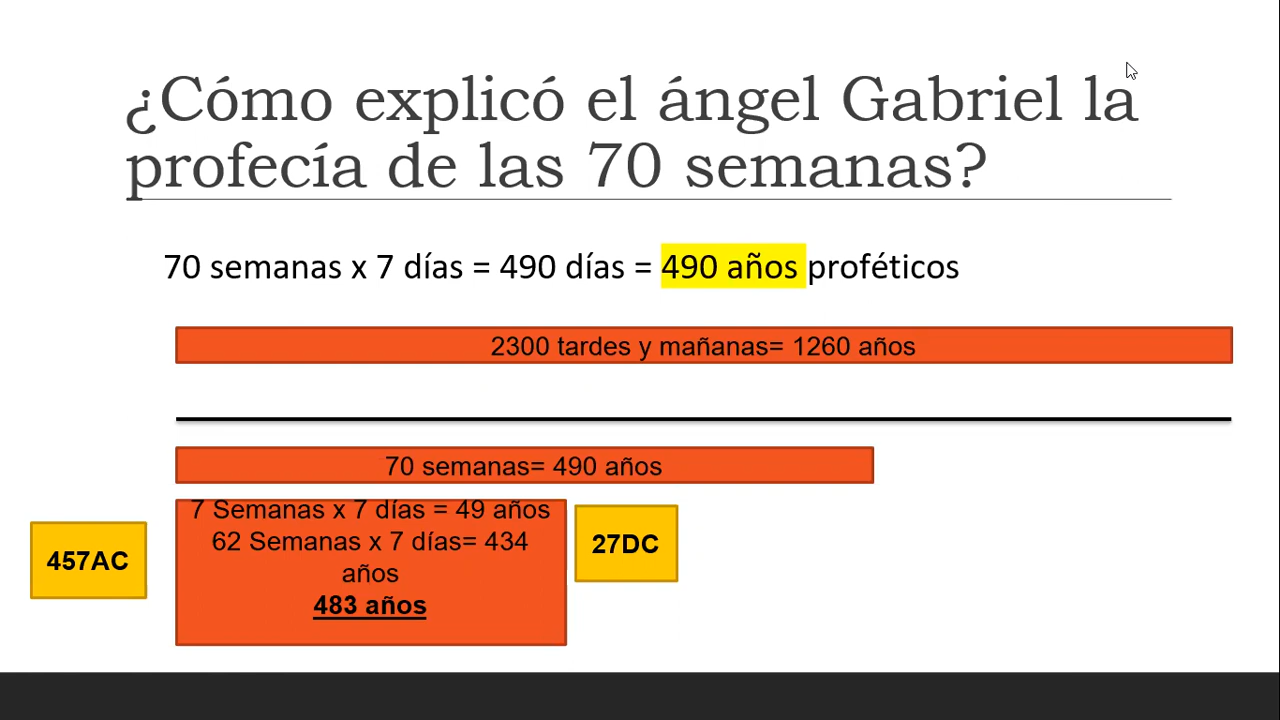 ¿Cómo explicó el ángel Gabriel la
profecía de las 70 semanas?
70 semanas x 7 días = 490 días = 490 años proféticos
2300 tardes y mañanas= 1260 años
70 semanas= 490 años
7 Semanas x 7 días = 49 años
62 Semanas x 7 días= 434
años
483 años
457AC
27DC